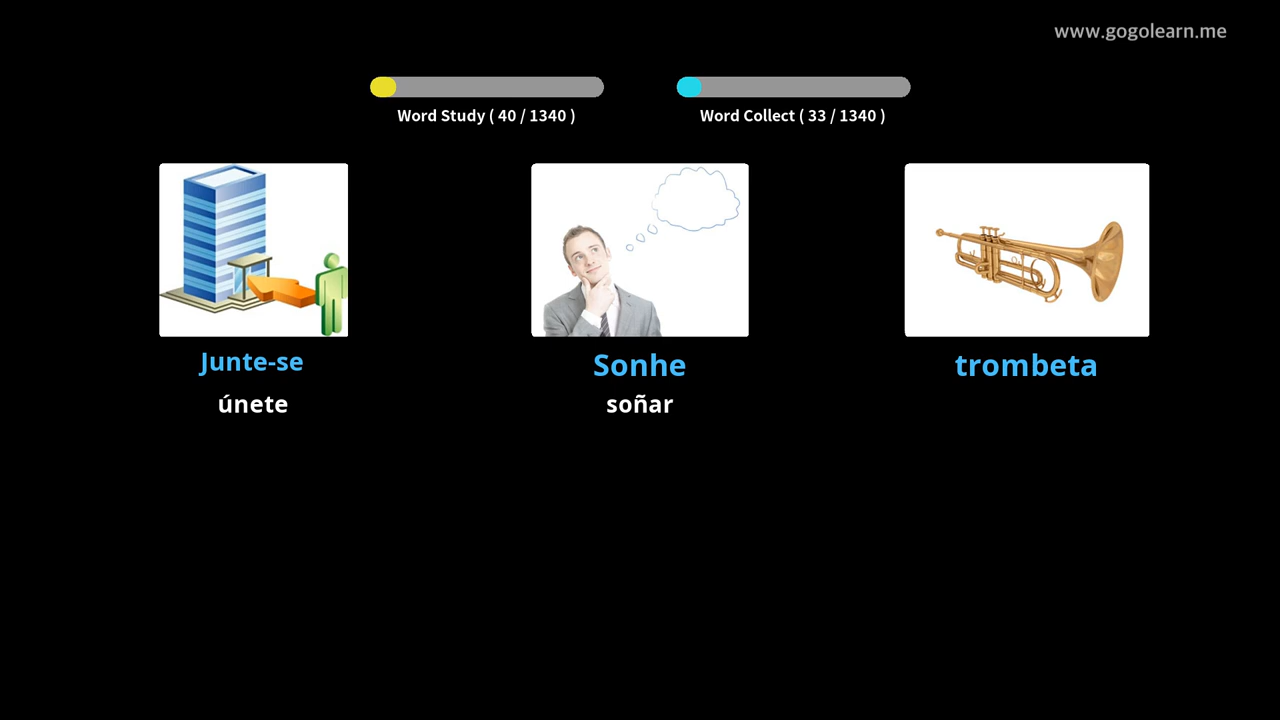 www.gogolearn.me
Word Study ( 40 / 1340 )
Word Collect ( 33 / 1340 )
Junte-se
únete
Sonhe
soñar
trombeta